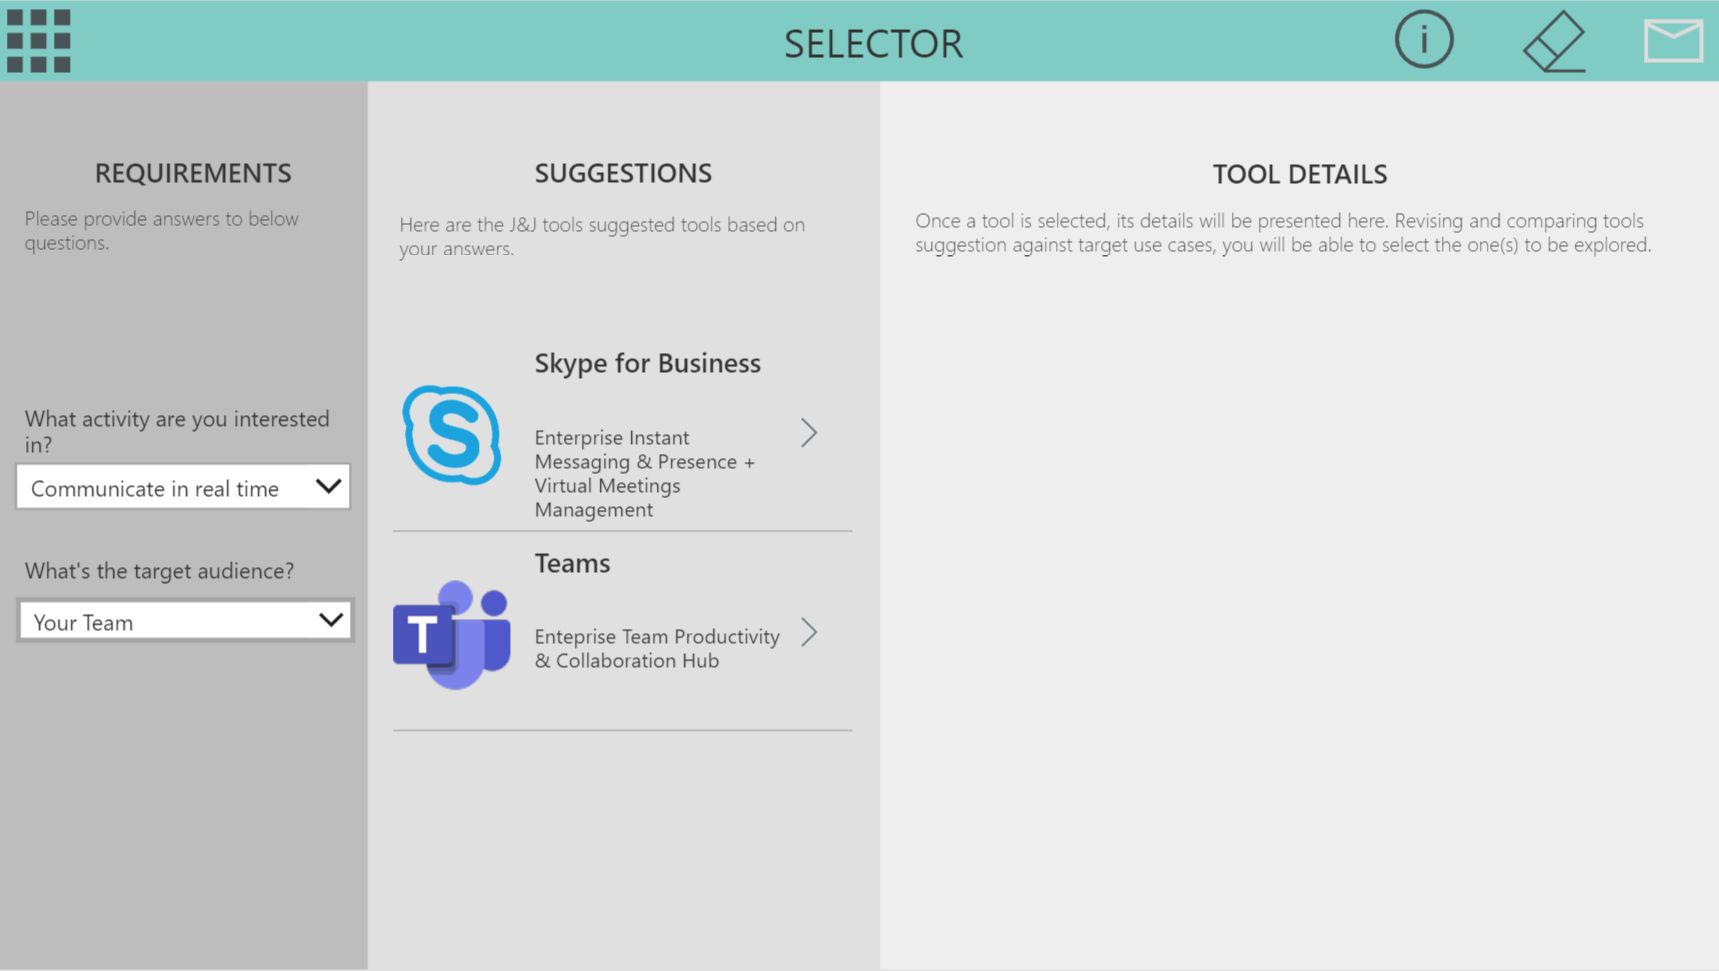 SELECTOR
i
REQUIREMENTS
Please provide answers to below
questions.
What activity are you interested
in?
Communicate in real time
What's the target audience?
Your Team
SUGGESTIONS
Here are the J&J tools suggested tools based on
your answers.
Skype for Business
S
Enterprise Instant
Messaging & Presence +
Virtual Meetings
Management
Teams
T
Enteprise Team Productivity
& Collaboration Hub
TOOL DETAILS
Once a tool is selected, its details will be presented here. Revising and comparing tools
suggestion against target use cases, you will be able to select the one(s) to be explored.